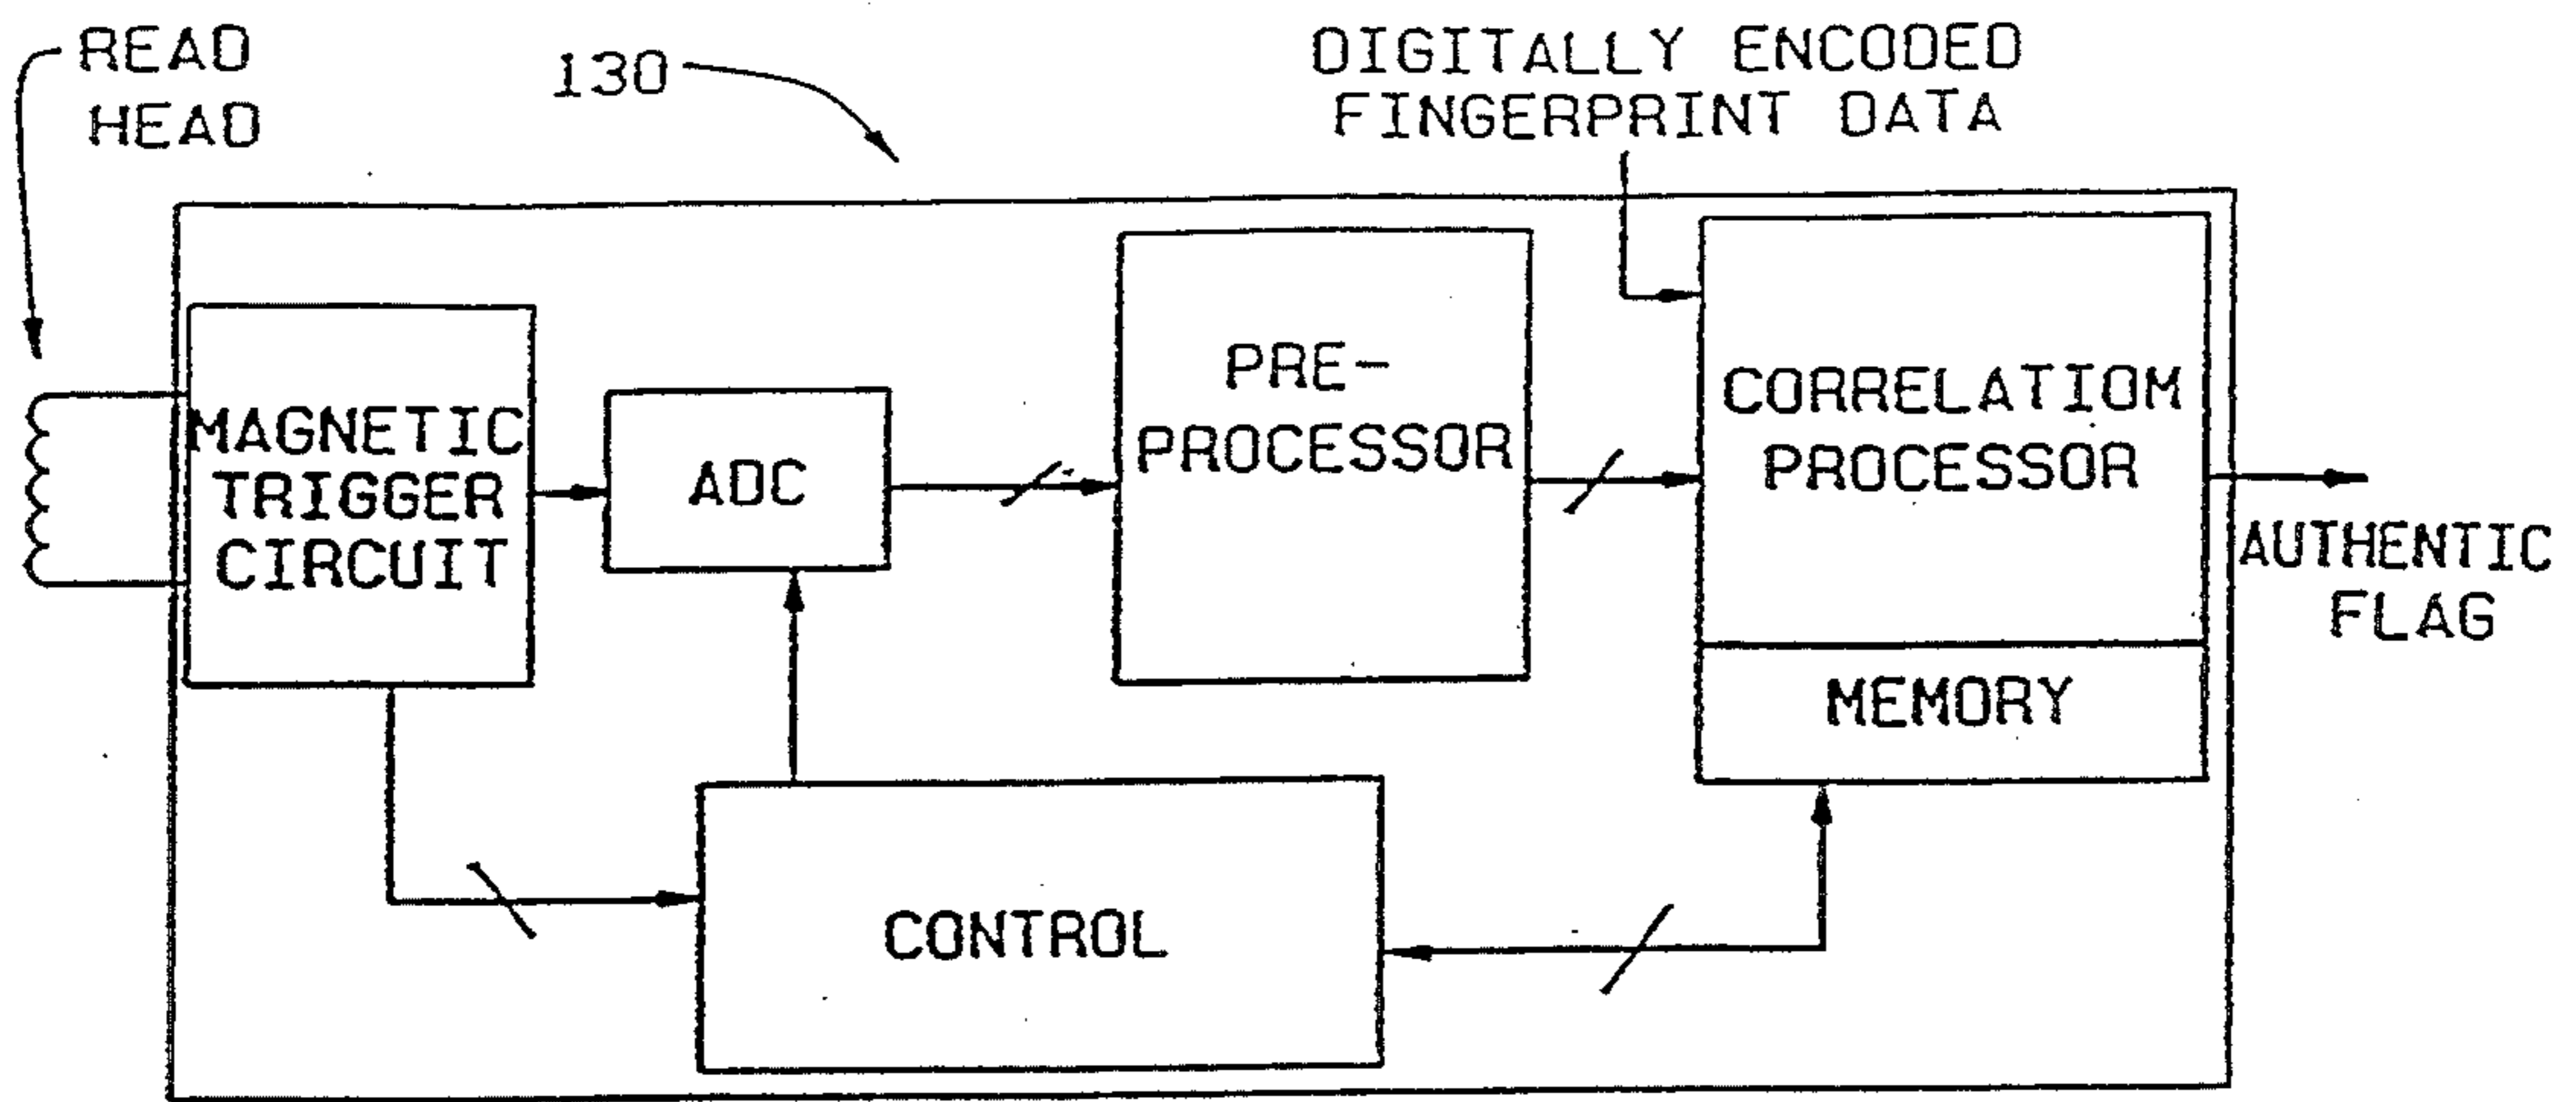 READ
HEAD
130
DIGITALLY ENCODED
FINGERPRINT DATA
MAGNETIC
TRIGGER
CIRCUIT
ADC
PRE-
PROCESSOR
CORRELATIOM
PROCESSOR
MEMORY
AUTHENTIC
FLAG
CONTROL